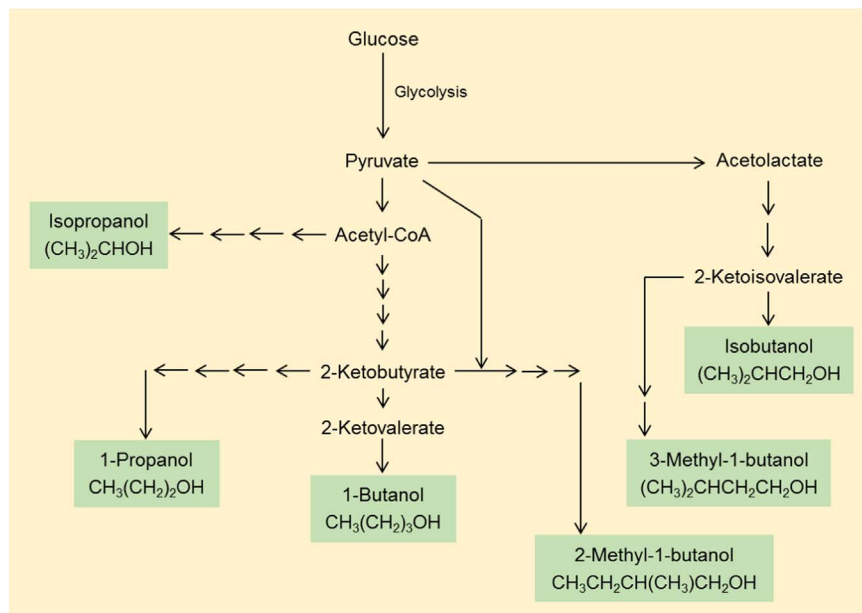 Glucose
Glycolysis
Pyruvate
Acetolactate
Isopropanol
(CH₃)₂CHOH
Acetyl-CoA
2-Ketoisovalerate
Isobutanol
(CH₃)₂CHCH₂OH
2-Ketobutyrate
2-Ketovalerate
1-Propanol
CH₃(CH₂)₂OH
3-Methyl-1-butanol
(CH₃)₂CHCH₂CH₂OH
1-Butanol
CH₃(CH₂)₃OH
2-Methyl-1-butanol
CH₃CH₂CH(CH₃)CH₂OH